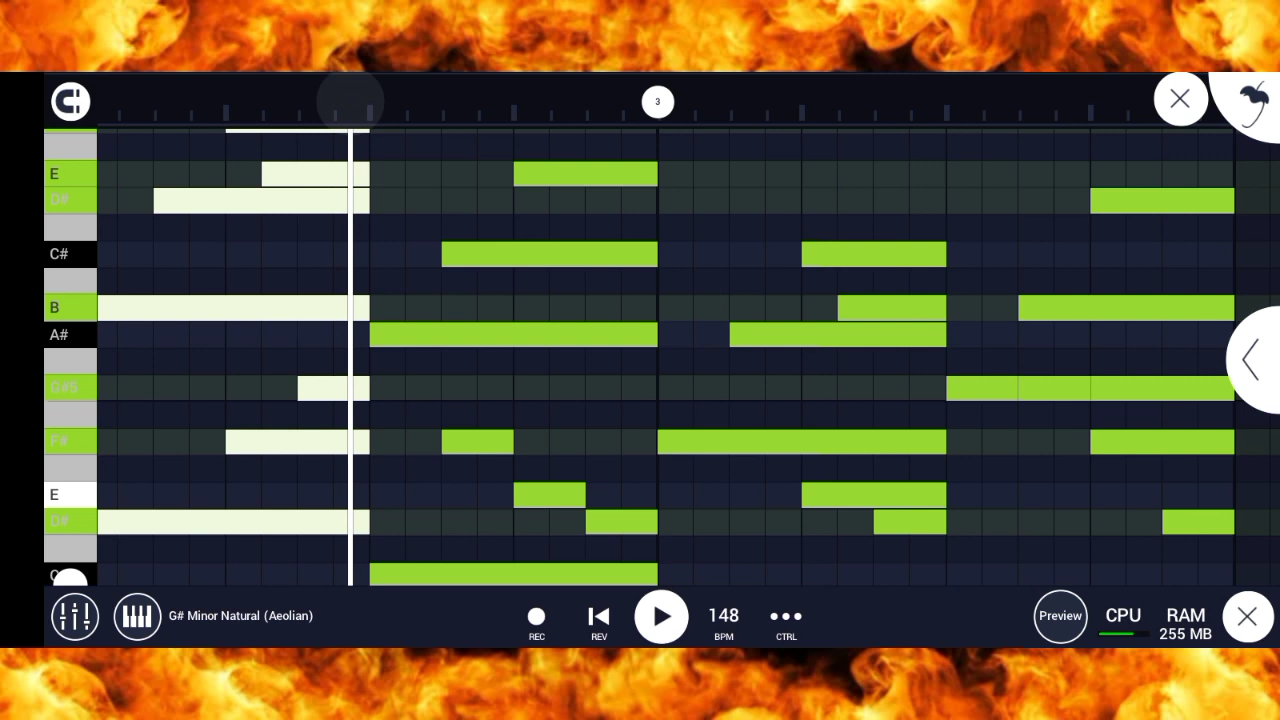 3
E
D#
C#
B
A#
G#5
F#
E
D#
G# Minor Natural (Aeolian)
REC
REV
148
BPM
CTRL
Preview
CPU
RAM
255 MB